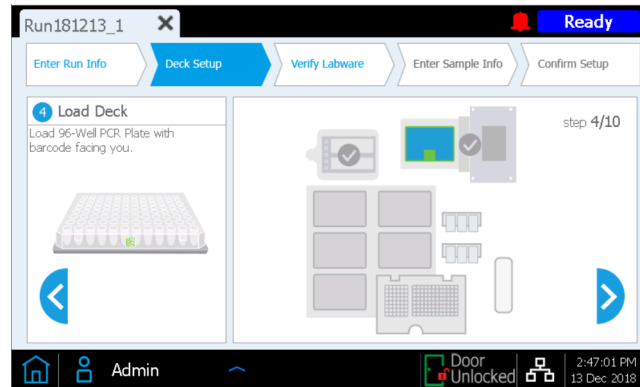 Run181213_1
Ready
Enter Run Info
Deck Setup
Verify Labware
Enter Sample Info
Confirm Setup
4 Load Deck
Load 96-Well PCR Plate with
barcode facing you.
step 4/10
Admin
Door
Unlocked
2:47:01 PM
13 Dec 2018